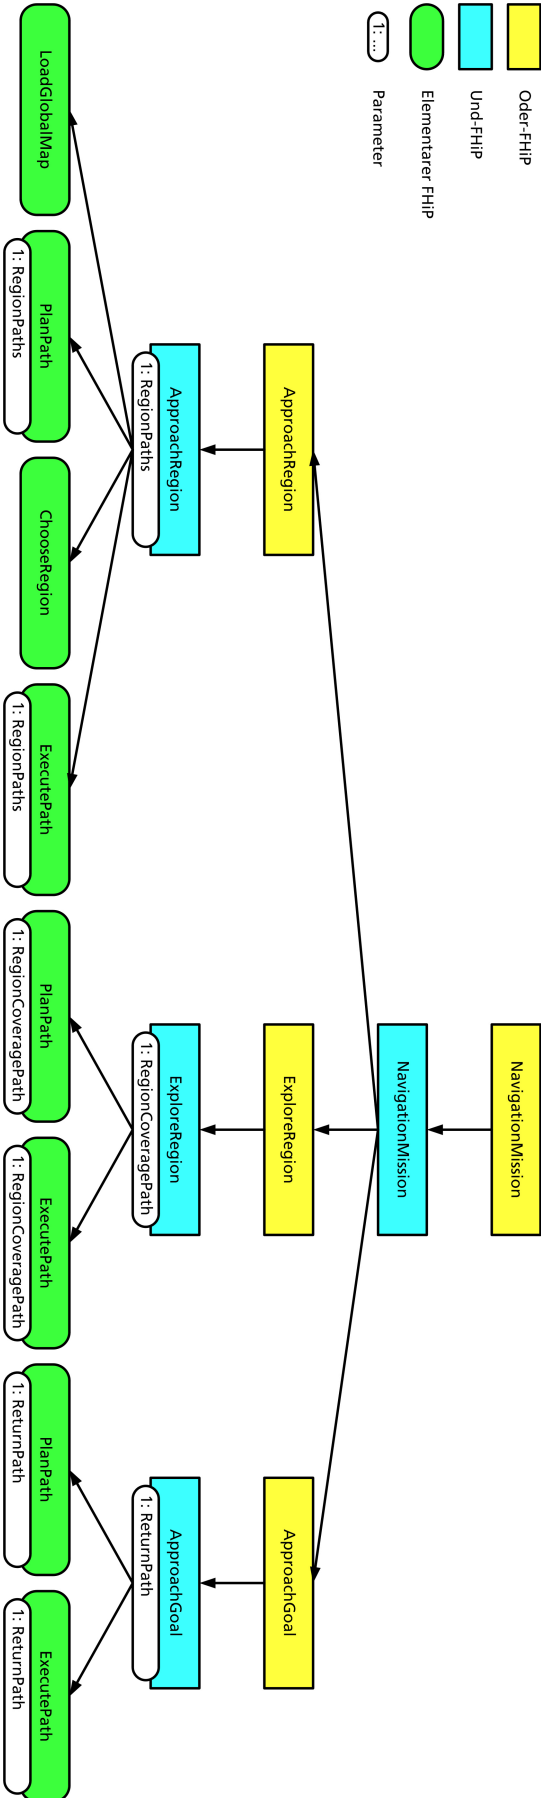 Oder-FHiP
Und-FHiP
Elementarer FHiP
1: ...
Parameter
NavigationMission
NavigationMission
ApproachRegion
ExploreRegion
ApproachGoal
ApproachRegion
1: RegionPaths
ExploreRegion
1: RegionCoveragePath
ApproachGoal
1: ReturnPath
LoadGlobalMap
PlanPath
1: RegionPaths
ChooseRegion
ExecutePath
1: RegionPaths
PlanPath
1: RegionCoveragePath
ExecutePath
1: RegionCoveragePath
PlanPath
1: ReturnPath
ExecutePath
1: ReturnPath